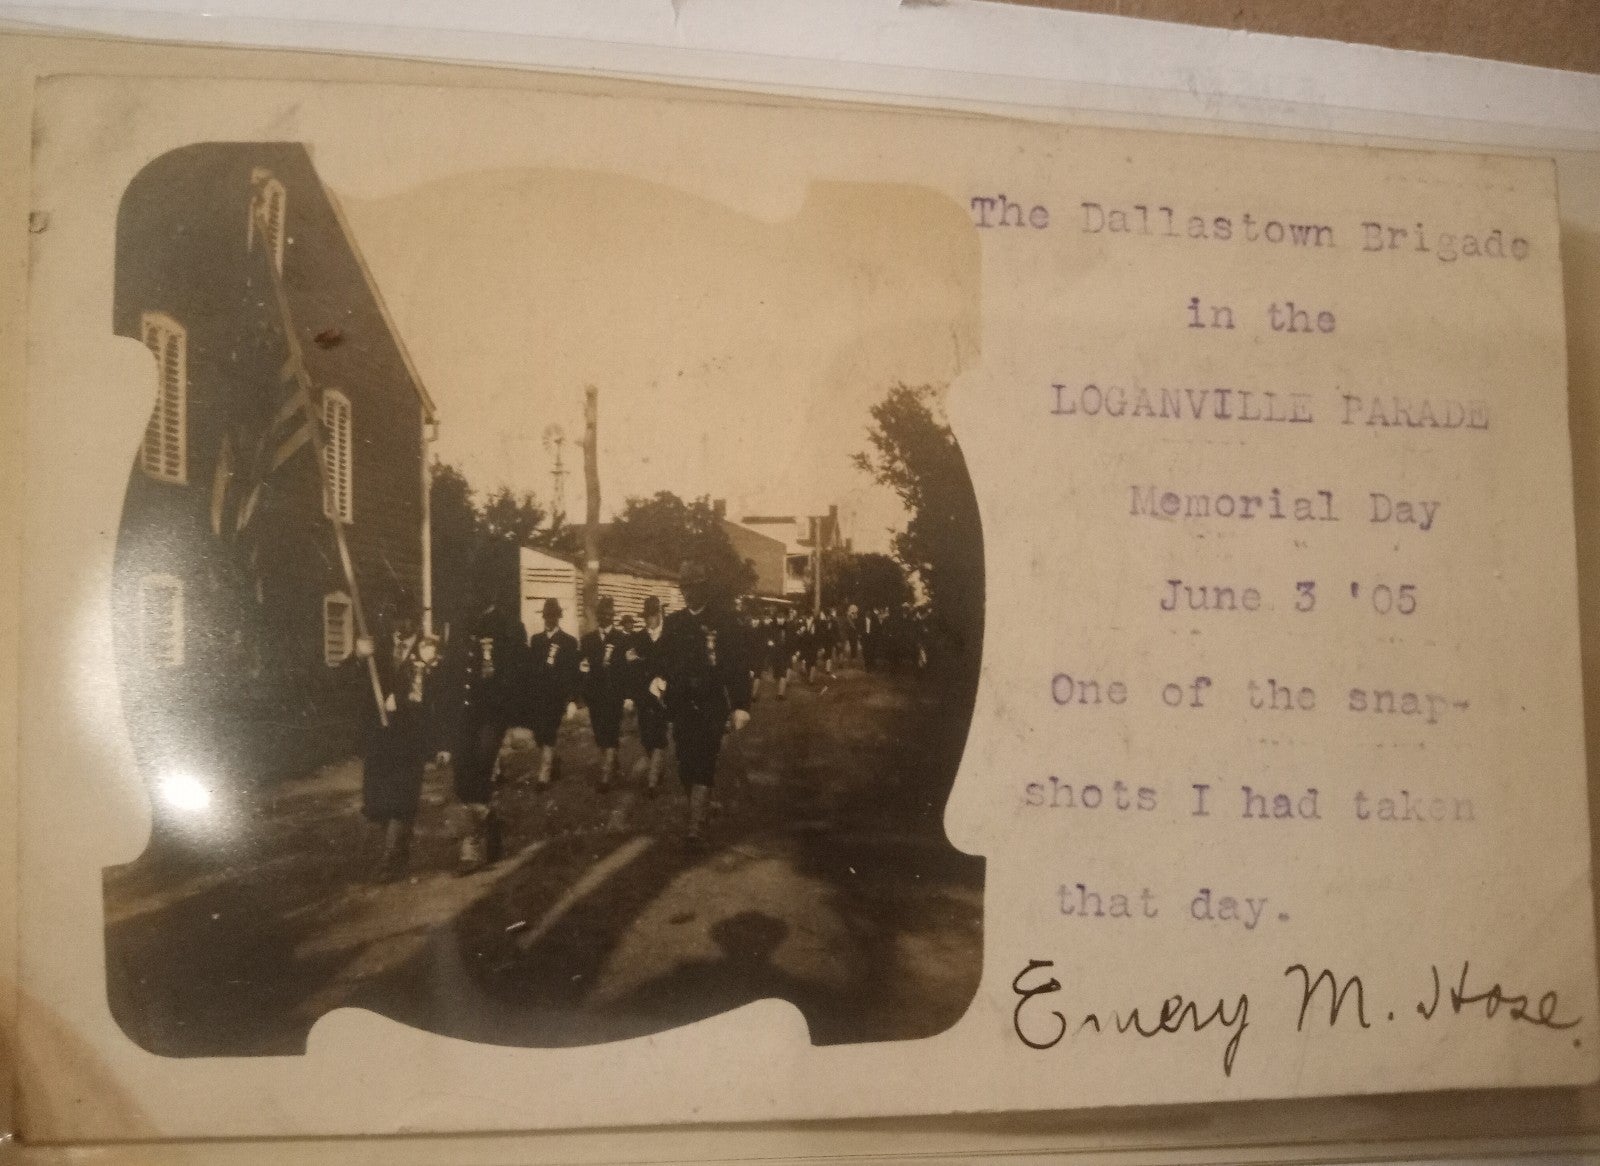 The Dallastown Brigade
in the
LOGANVILLE PARADE
Memorial Day
June 3 '05
One of the snap-
shots I had taken
that day.
Emery M. Hose.